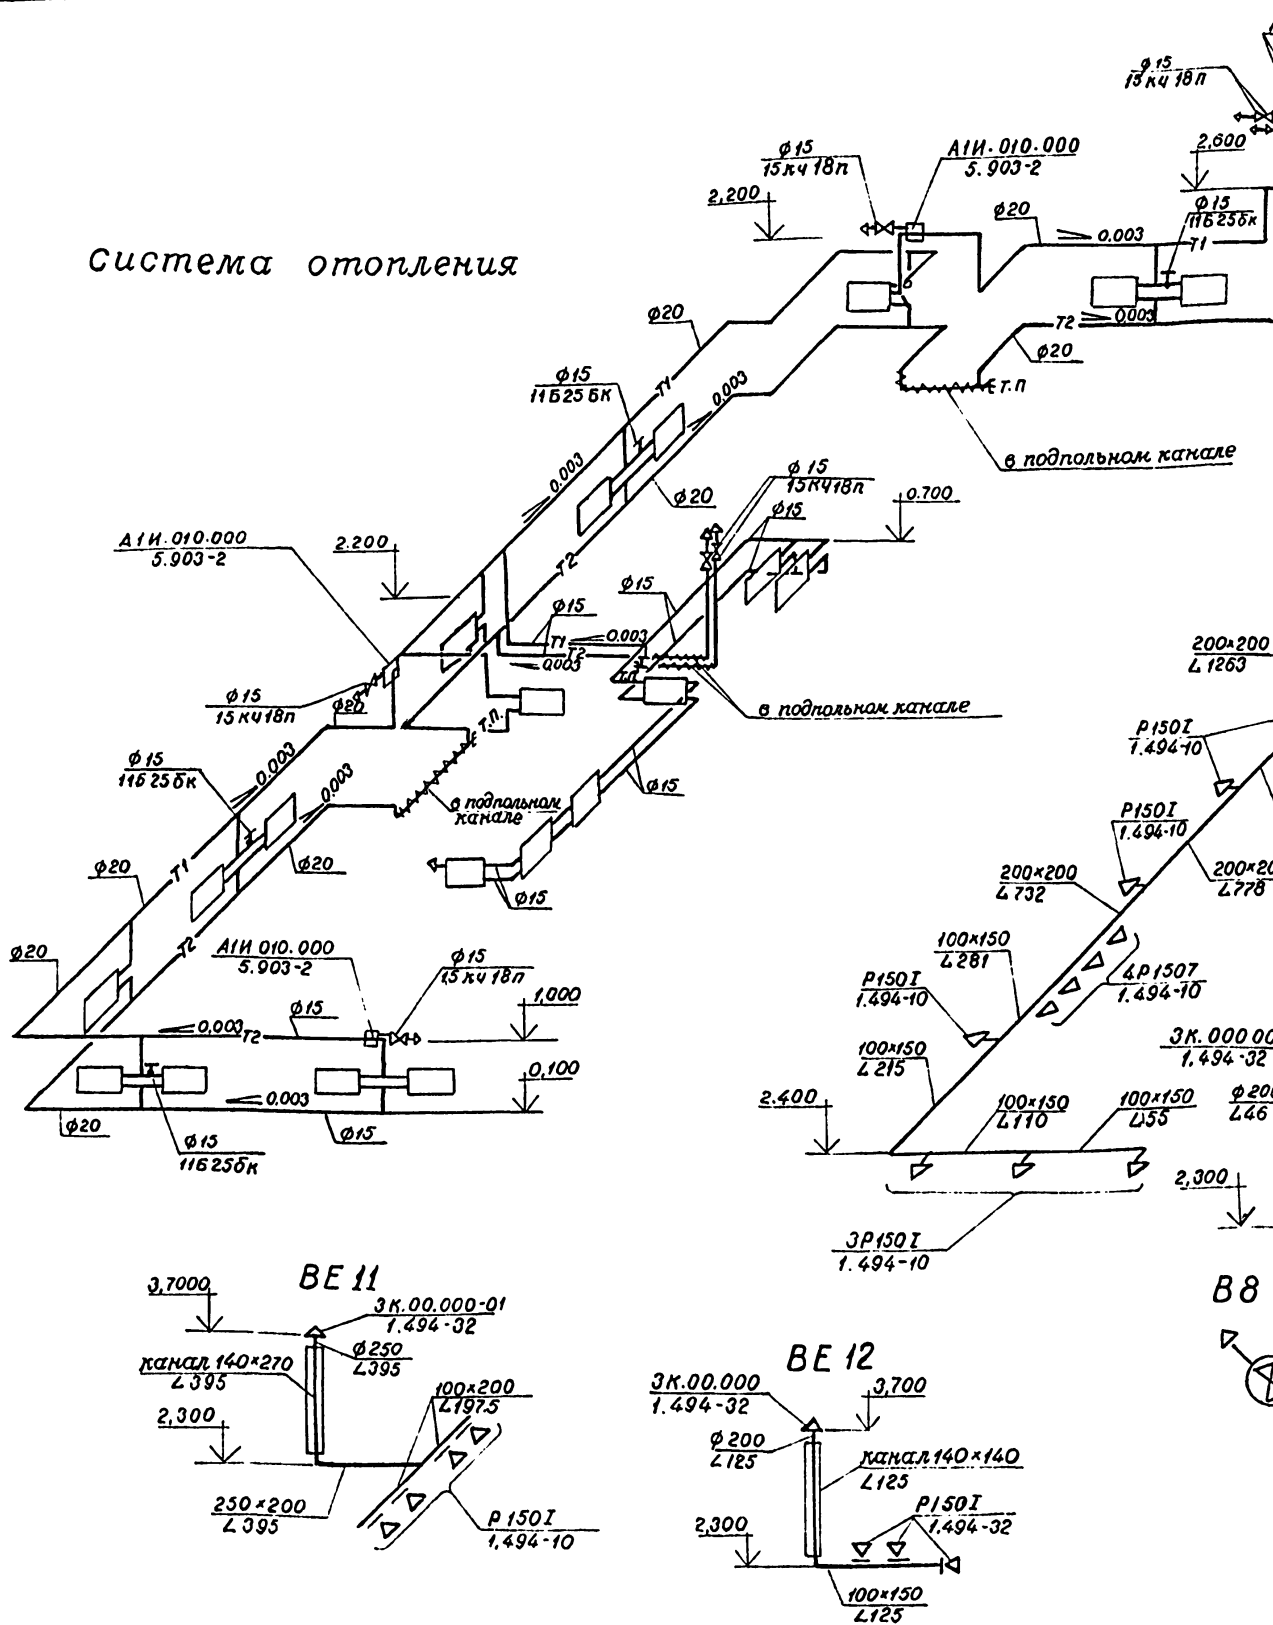 ф15
15кч18п
2,600
ф15
11Б25бк
ф15
15кч18п
А1И.010.000
5.903-2
2,200
ф20
0.003
Т1
Система отопления
ф20
Т2
0,003
ф20
Т.П
в подпольном канале
ф15
11Б25бк
Т1
0.003
0.003
ф20
ф15
15кч18п
0.700
ф15
А1И.010.000
5.903-2
2.200
Т2
ф15
ф15
Т1
0.003
Т2
0.003
Т.П
в подпольном канале
ф15
15кч18п
ф20
Т.П.
ф15
11Б25бк
0.003
0.003
в подпольном
канале
ф15
ф20
Т1
ф20
ф15
ф20
Т2
А1И 010.000
5.903-2
ф15
15кч18п
ф15
1,000
0,003
Т2
0,100
0.003
ф20
ф15
11Б25бк
ф15
200×200
L1263
Р150I
1.494-10
Р150I
1.494-10
200×200
L732
L778
100×150
L281
Р150I
1.494-10
4Р1507
1.494-10
100×150
L215
ЗК.000 00
1.494-32
2.400
100×150
L110
100×150
L55
L46
2,300
3Р150I
1.494-10
ВЕ11
3,7000
ЗК.00.000-01
1.494-32
ф250
L395
канал 140×270
L395
100×200
L197.5
2,300
250×200
L395
Р150I
1,494-10
ВЕ12
ЗК.00.000
1.494-32
3,700
ф200
L125
канал 140×140
L125
Р150I
1.494-32
2,300
100×150
L125
В8